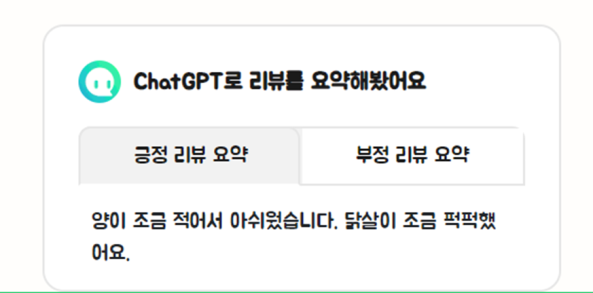 ChatGPT로 리뷰를 요약해봤어요
긍정 리뷰 요약
부정 리뷰 요약
양이 조금 적어서 아쉬웠습니다. 닭살이 조금 퍽퍽했
어요.